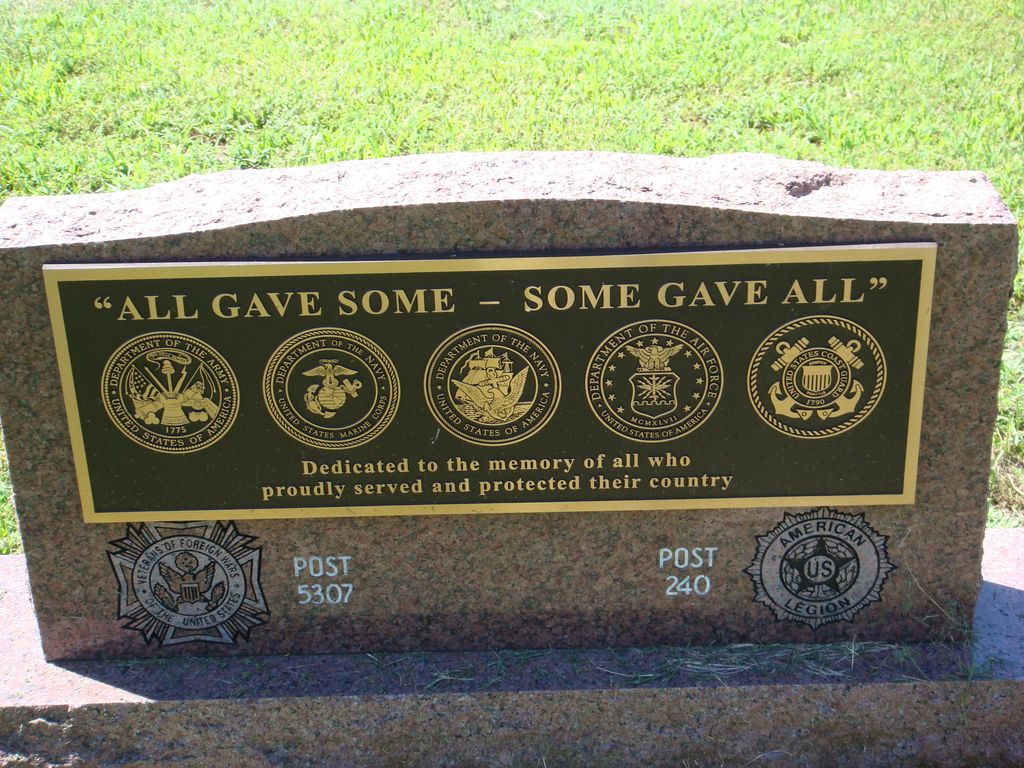 “ALL GAVE SOME – SOME GAVE ALL”
DEPARTMENT OF THE ARMY
UNITED STATES OF AMERICA
1775
DEPARTMENT OF THE NAVY
UNITED STATES MARINE CORPS
DEPARTMENT OF THE NAVY
UNITED STATES OF AMERICA
DEPARTMENT OF THE AIR FORCE
MCMXLVII
UNITED STATES OF AMERICA
UNITED STATES COAST GUARD
1790
Dedicated to the memory of all who
proudly served and protected their country
VETERANS OF FOREIGN WARS
OF THE UNITED STATES
POST
5307
POST
240
AMERICAN
US
LEGION